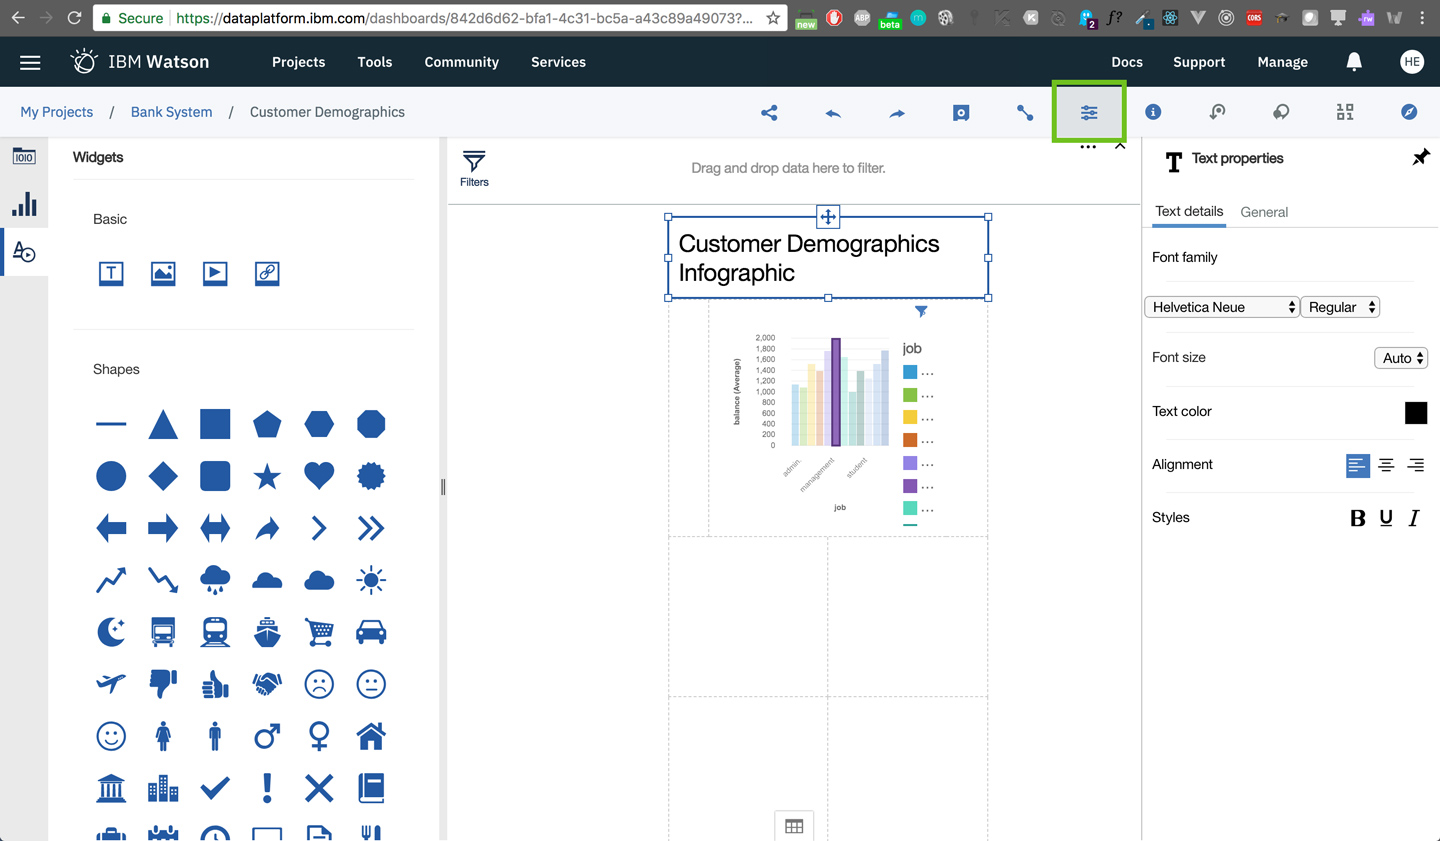 Secure
https://dataplatform.ibm.com/dashboards/842d6d62-bfa1-4c31-bc5a-a43c89a49073?...
new
ABP
beta
2
f?
CORS
rw
IBM Watson
Projects
Tools
Community
Services
Docs
Support
Manage
HE
My Projects / Bank System / Customer Demographics
Widgets
Basic
T
Shapes
Filters
Drag and drop data here to filter.
Customer Demographics
Infographic
2,000
1,800
1,600
1,400
1,200
1,000
800
600
400
200
0
balance (Average)
admin.
management
student
job
job
...
...
...
...
...
...
...
T Text properties
Text details
General
Font family
Helvetica Neue
Regular
Font size
Auto
Text color
Alignment
Styles
B U I